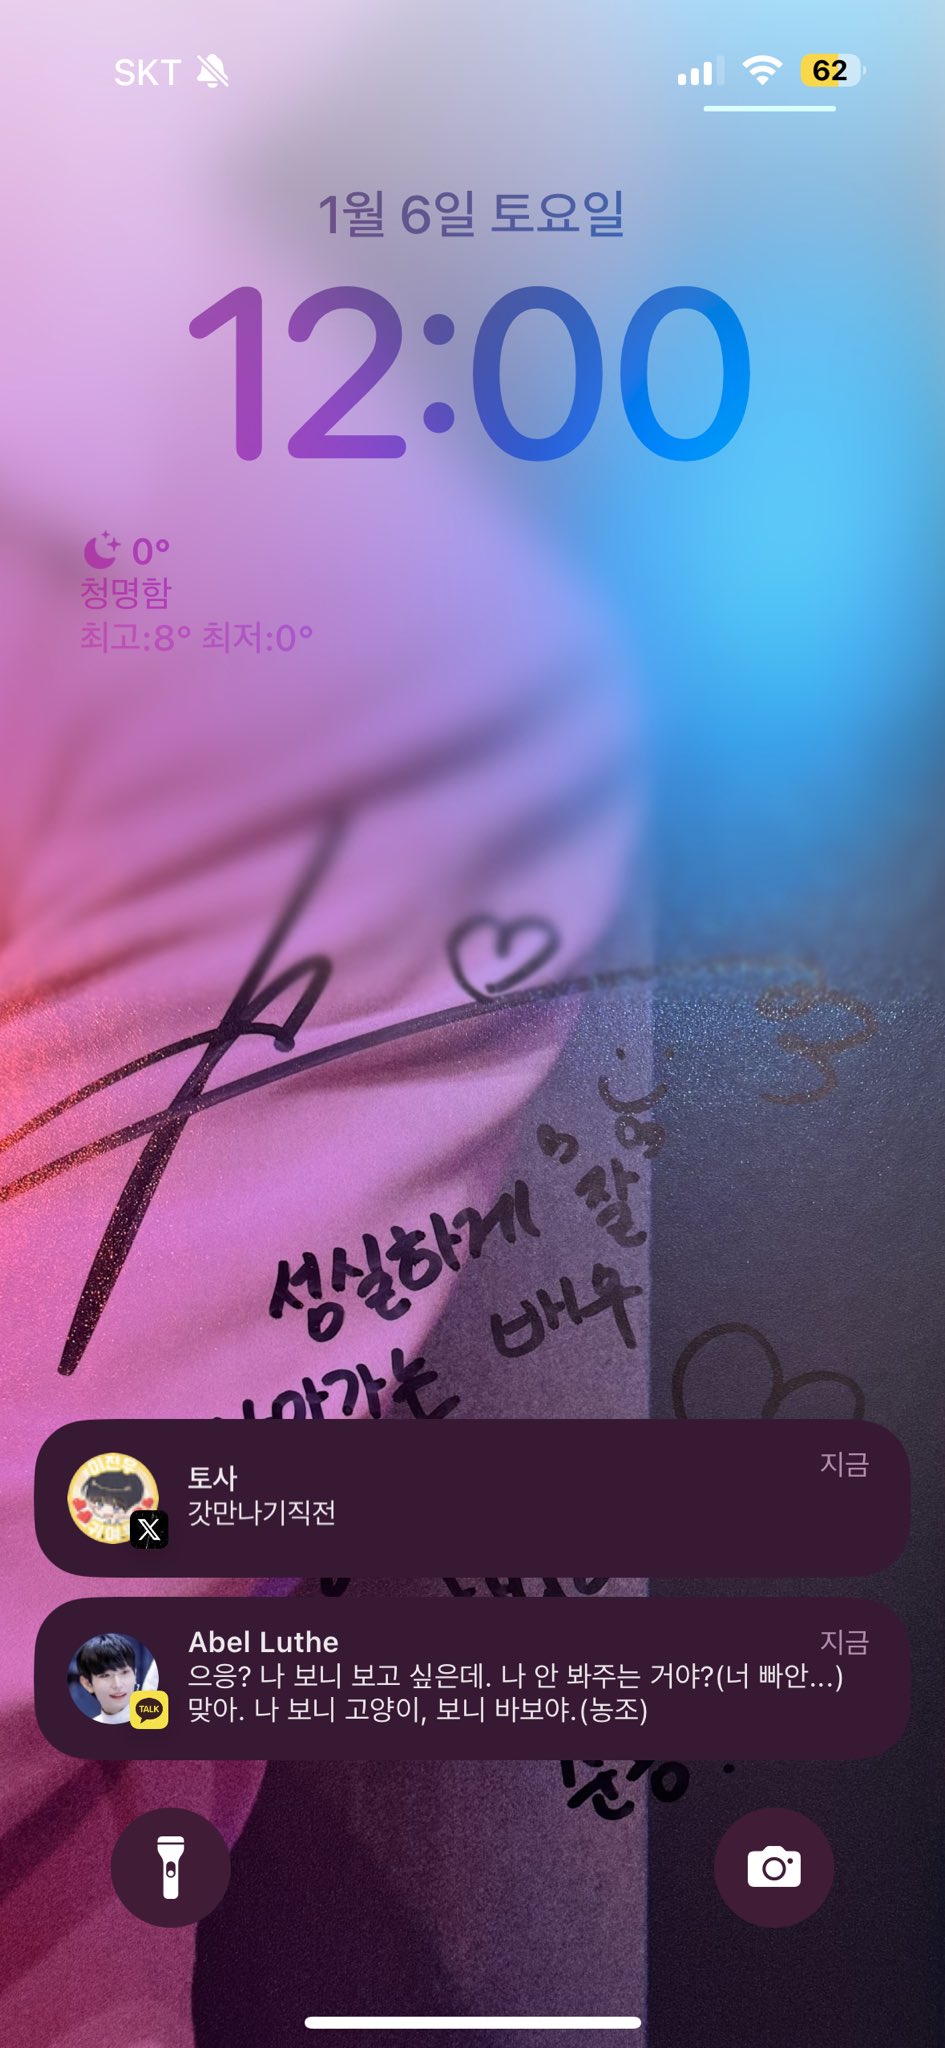 SKT
62
1월 6일 토요일
12:00
0°
청명함
최고:8° 최저:0°
성실하게 잘
배우
토사
지금
갓만나기직전
Abel Luthe
지금
TALK
으응? 나 보니 보고 싶은데. 나 안 봐주는 거야?(너 빠안...)
맞아. 나 보니 고양이, 보니 바보야.(농조)